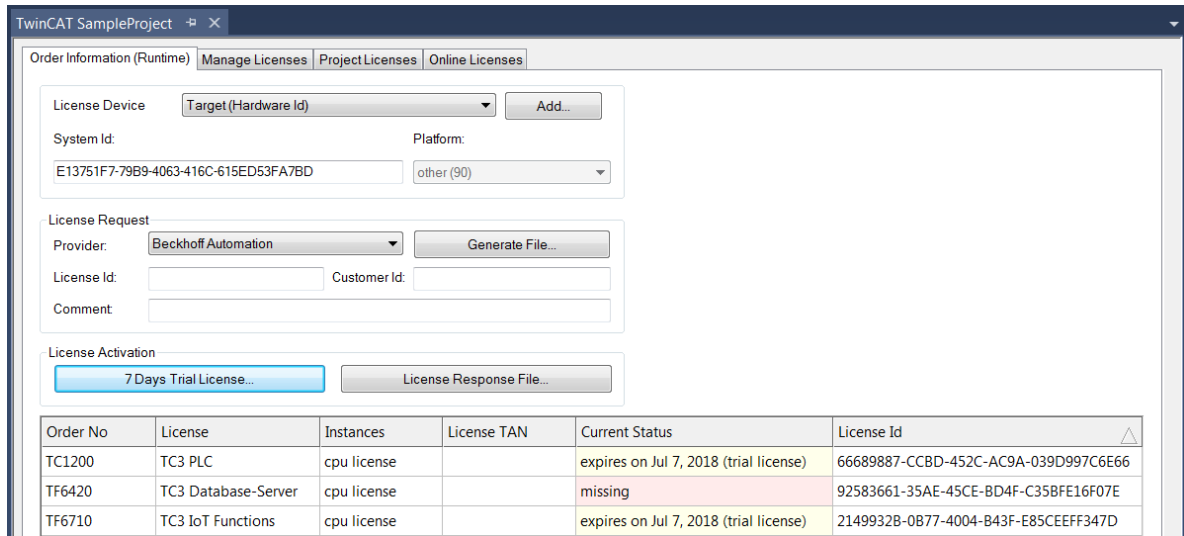 TwinCAT SampleProject
Order Information (Runtime) Manage Licenses Project Licenses Online Licenses
License Device Target (Hardware Id) Add...
System Id: Platform:
E13751F7-79B9-4063-416C-615ED53FA7BD other (90)
License Request
Provider: Beckhoff Automation Generate File...
License Id: Customer Id:
Comment:
License Activation
7 Days Trial License... License Response File...
Order No License Instances License TAN Current Status License Id
TC1200 TC3 PLC cpu license expires on Jul 7, 2018 (trial license) 66689887-CCBD-452C-AC9A-039D997C6E66
TF6420 TC3 Database-Server cpu license missing 92583661-35AE-45CE-BD4F-C35BFE16F07E
TF6710 TC3 IoT Functions cpu license expires on Jul 7, 2018 (trial license) 2149932B-0B77-4004-B43F-E85CEEFF347D